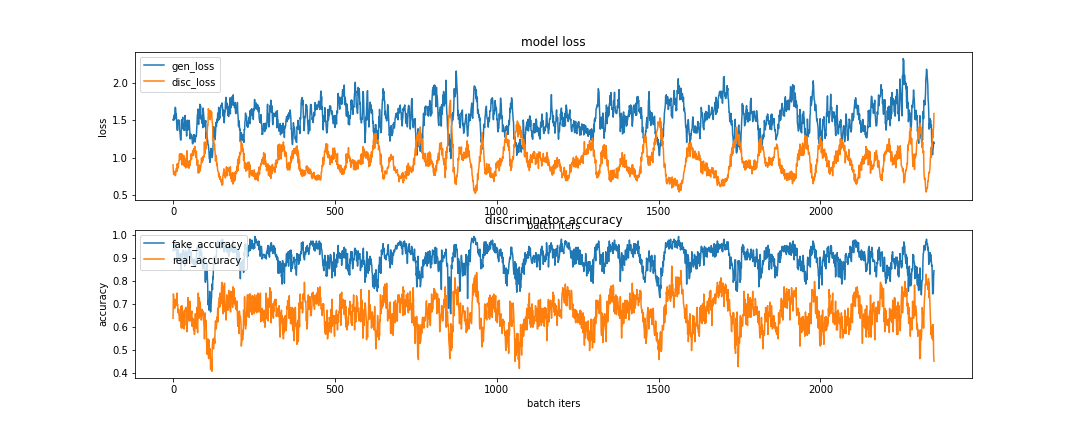 model loss
gen_loss
disc_loss
loss
2.0
1.5
1.0
0.5
0 500 1000 1500 2000
batch iters
discriminator accuracy
fake_accuracy
real_accuracy
accuracy
1.0
0.9
0.8
0.7
0.6
0.5
0.4
0 500 1000 1500 2000
batch iters